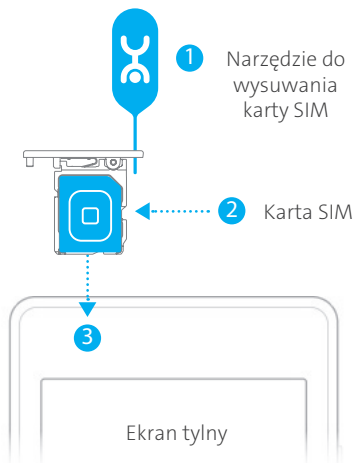 1 Narzędzie do
wysuwania
karty SIM
2 Karta SIM
3
Ekran tylny